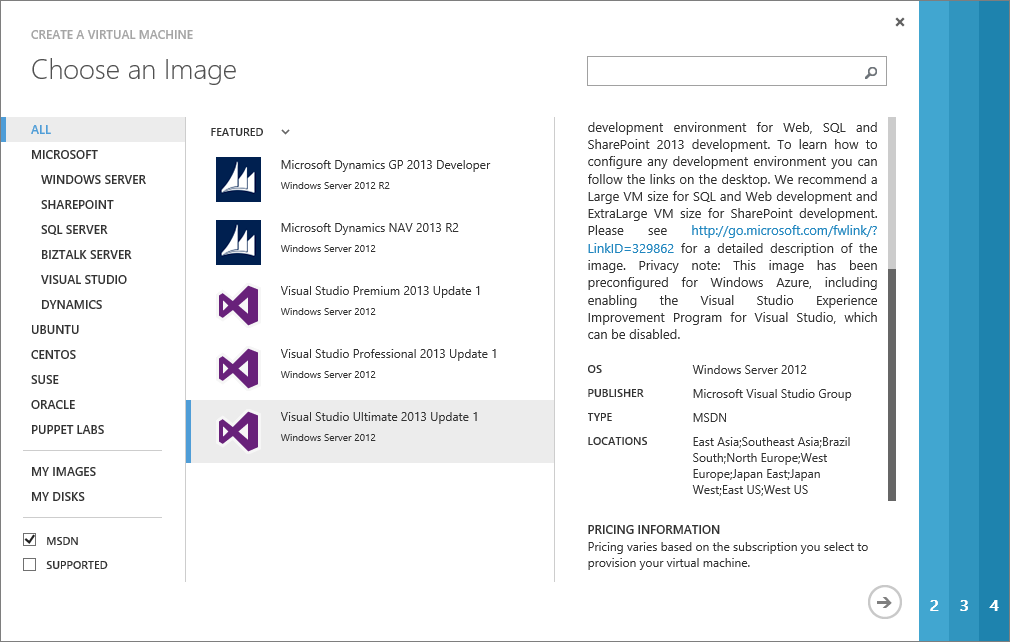 CREATE A VIRTUAL MACHINE
Choose an Image
ALL
MICROSOFT
WINDOWS SERVER
SHAREPOINT
SQL SERVER
BIZTALK SERVER
VISUAL STUDIO
DYNAMICS
UBUNTU
CENTOS
SUSE
ORACLE
PUPPET LABS
MY IMAGES
MY DISKS
MSDN
SUPPORTED
FEATURED
Microsoft Dynamics GP 2013 Developer
Windows Server 2012 R2
Microsoft Dynamics NAV 2013 R2
Windows Server 2012
Visual Studio Premium 2013 Update 1
Windows Server 2012
Visual Studio Professional 2013 Update 1
Windows Server 2012
Visual Studio Ultimate 2013 Update 1
Windows Server 2012
development environment for Web, SQL and
SharePoint 2013 development. To learn how to
configure any development environment you can
follow the links on the desktop. We recommend a
Large VM size for SQL and Web development and
ExtraLarge VM size for SharePoint development.
Please see http://go.microsoft.com/fwlink/?
LinkID=329862 for a detailed description of the
image. Privacy note: This image has been
preconfigured for Windows Azure, including
enabling the Visual Studio Experience
Improvement Program for Visual Studio, which
can be disabled.
OS Windows Server 2012
PUBLISHER Microsoft Visual Studio Group
TYPE MSDN
LOCATIONS East Asia;Southeast Asia;Brazil
South;North Europe;West
Europe;Japan East;Japan
West;East US;West US
PRICING INFORMATION
Pricing varies based on the subscription you select to
provision your virtual machine.
2 3 4